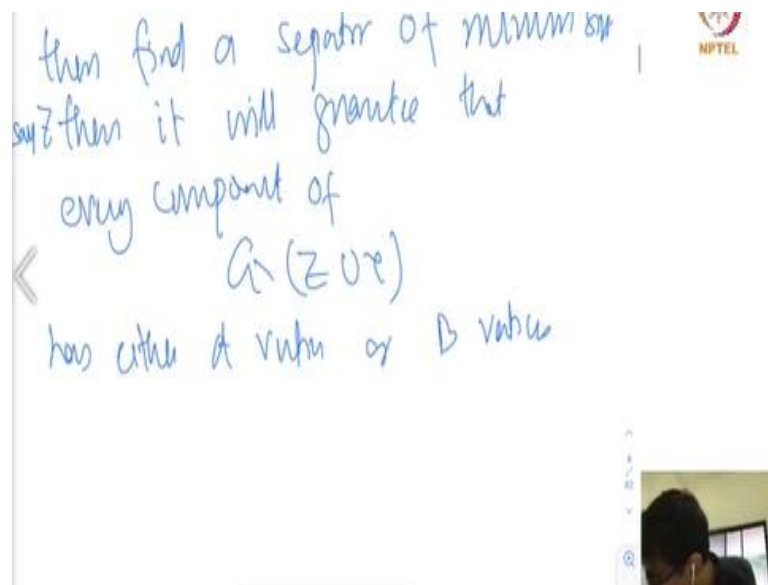 then find a separator of minimum size
NPTEL
say Z then it will guarantee that
every component of
G \ (Z ∪
has either A vertices or B vertices